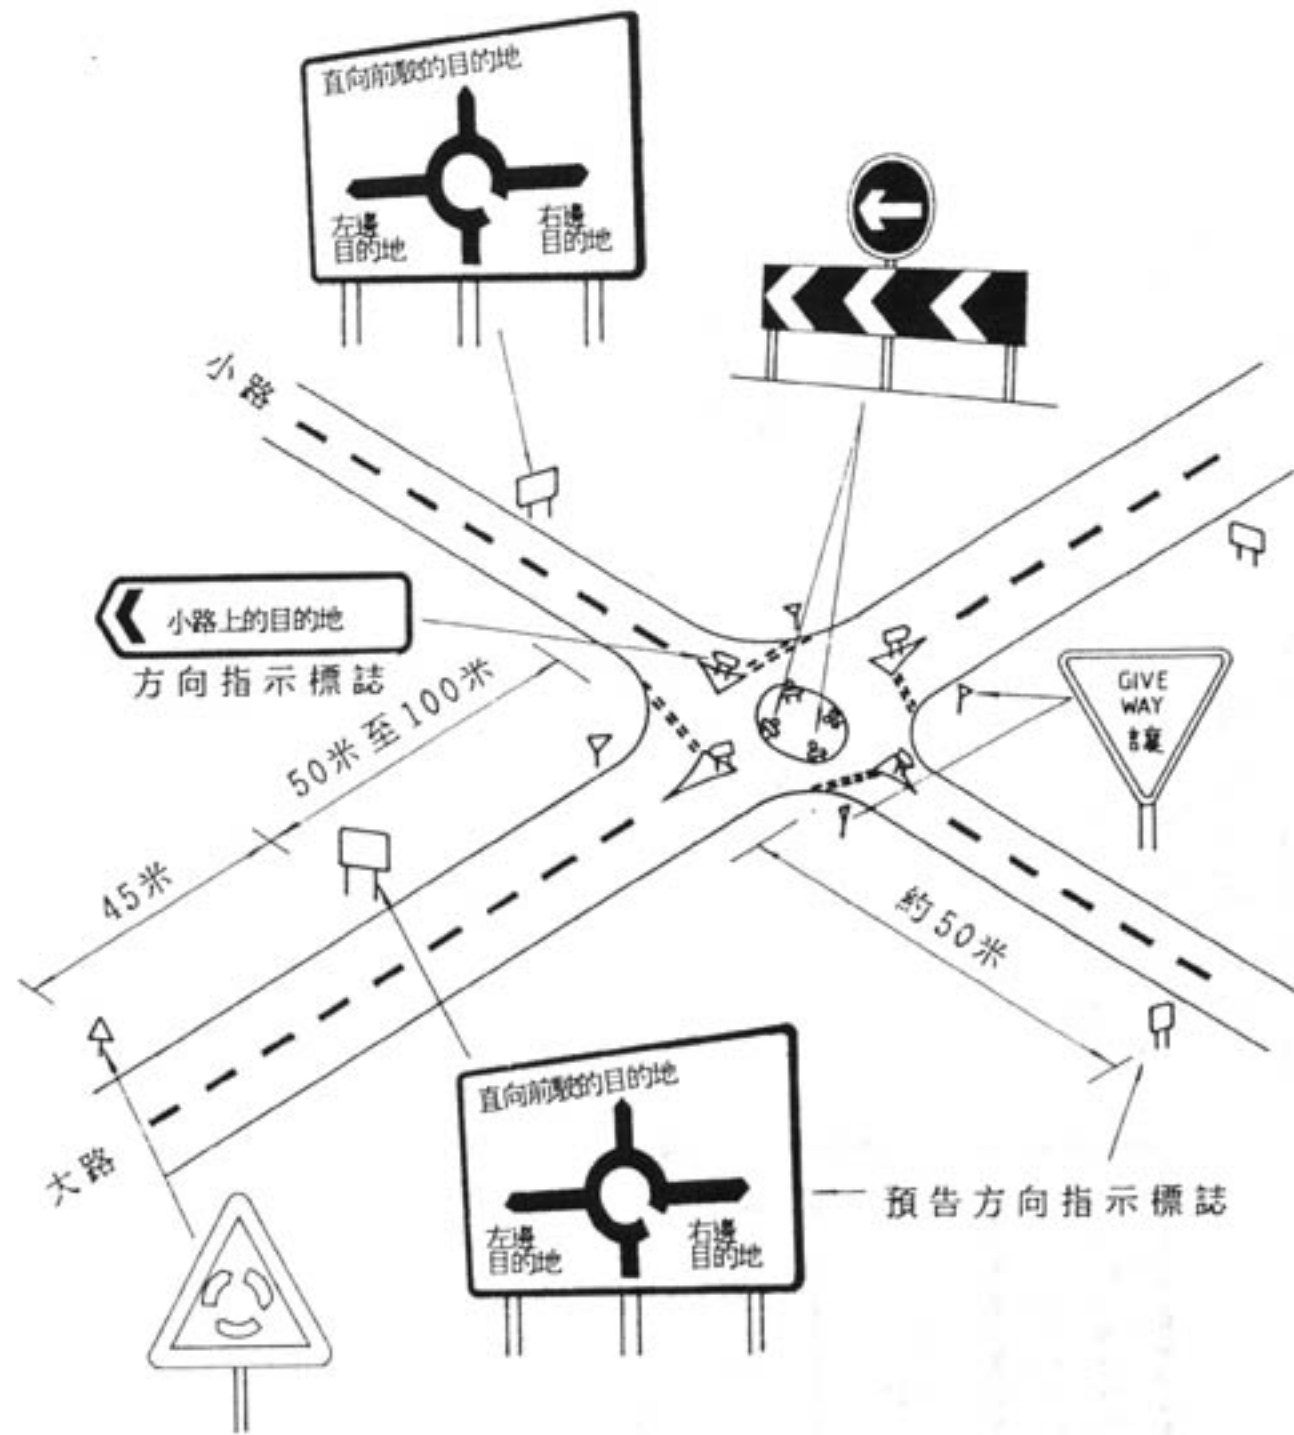 直向前駛的目的地
左邊
目的地
右邊
目的地
小路
小路上的目的地
方向指示標誌
50米至100米
45米
GIVE
WAY
讓
約50米
大路
直向前駛的目的地
左邊
目的地
右邊
目的地
預告方向指示標誌